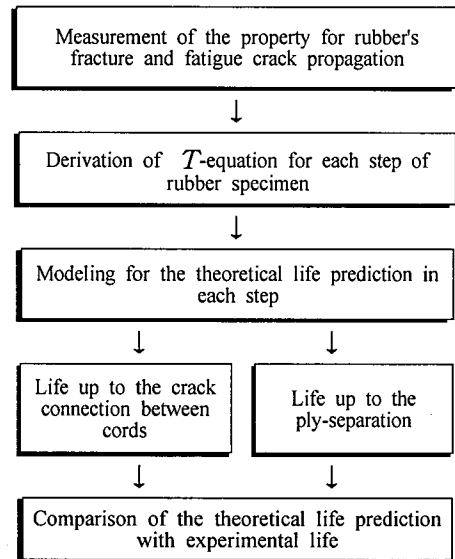 Measurement of the property for rubber's
fracture and fatigue crack propagation
Derivation of T-equation for each step of
rubber specimen
Modeling for the theoretical life prediction in
each step
Life up to the crack
connection between
cords
Life up to the
ply-separation
Comparison of the theoretical life prediction
with experimental life